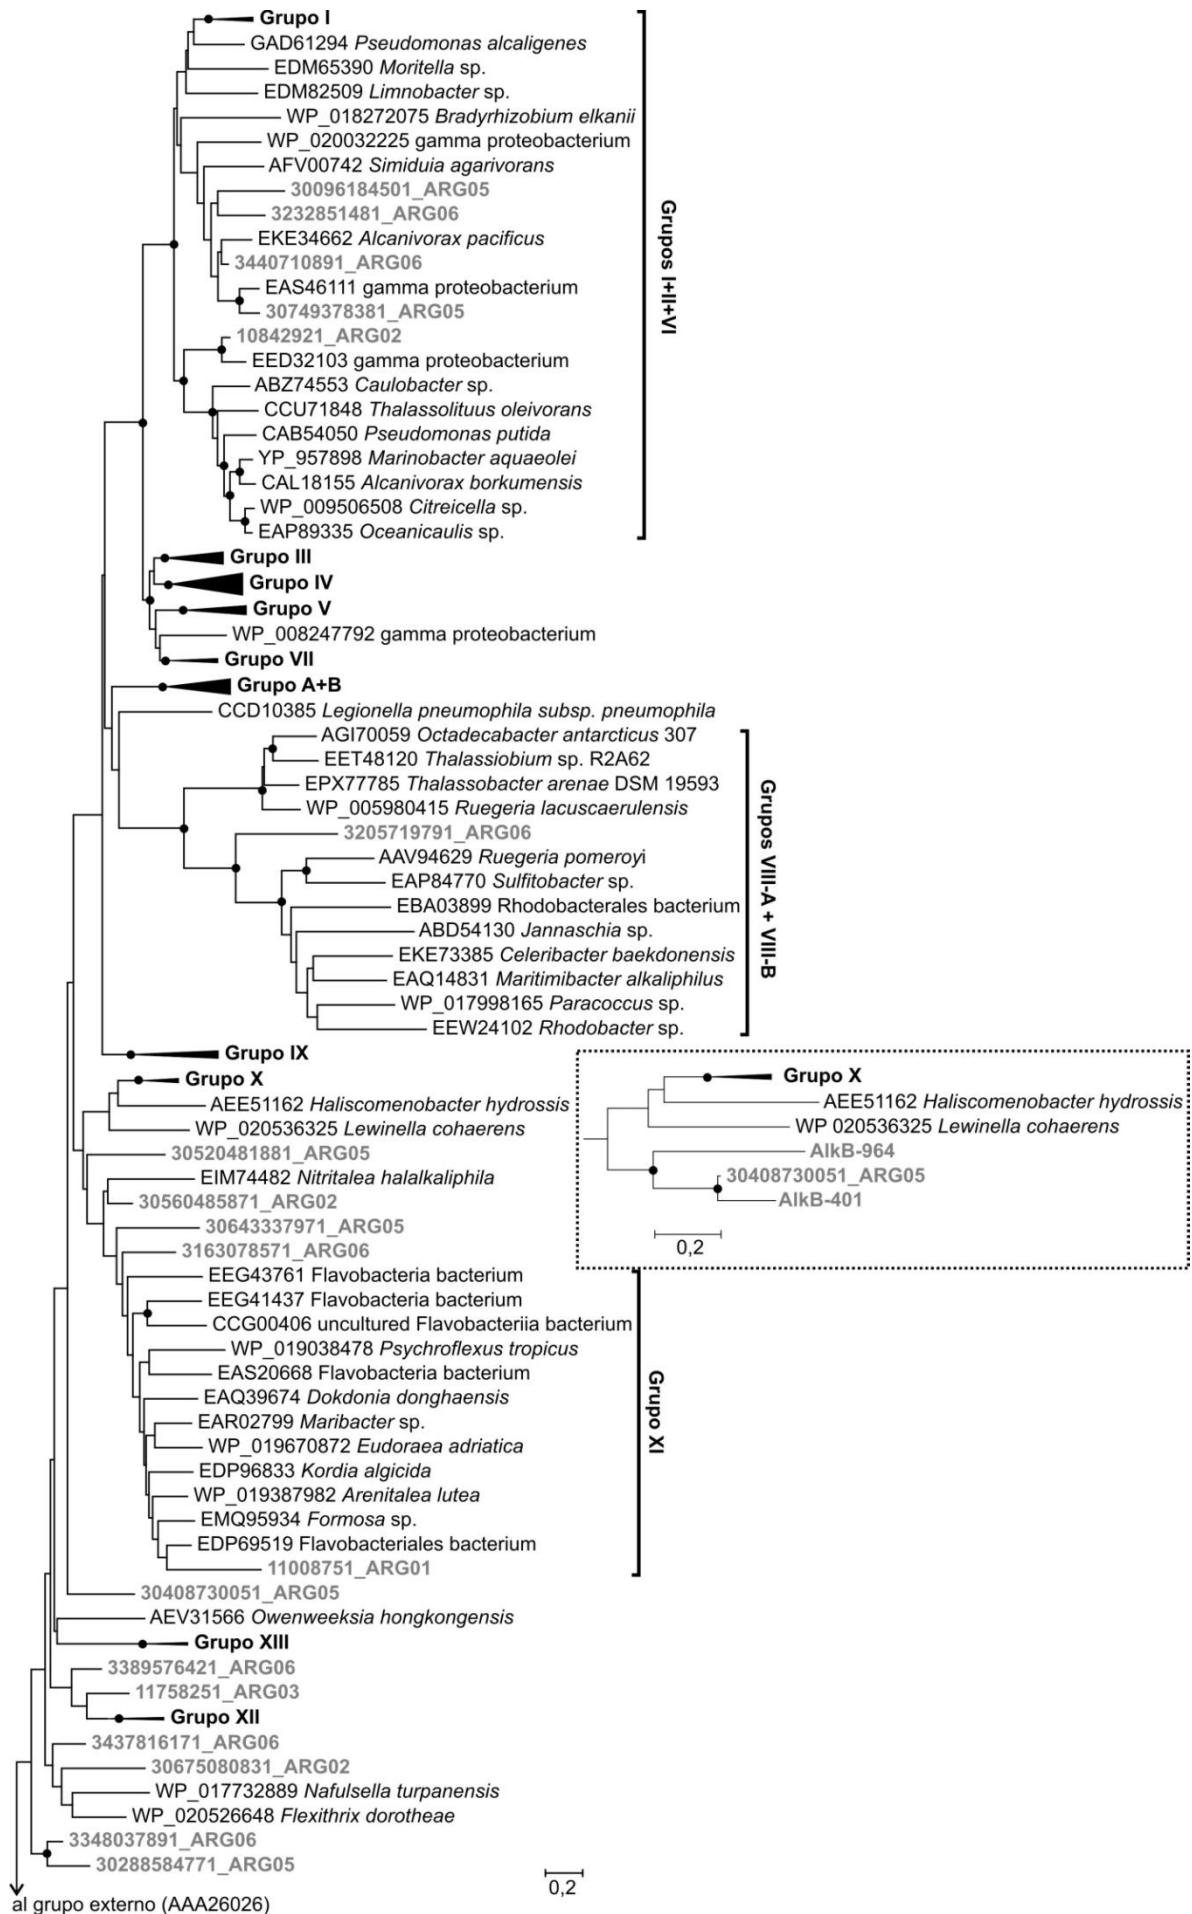 Grupo I
GAD61294 Pseudomonas alcaligenes
EDM65390 Moritella sp.
EDM82509 Limnobacter sp.
WP_018272075 Bradyrhizobium elkanii
WP_020032225 gamma proteobacterium
AFV00742 Simiduia agarivorans
30096184501_ARG05
3232851481_ARG06
EKE34662 Alcanivorax pacificus
3440710891_ARG06
EAS46111 gamma proteobacterium
30749378381_ARG05
10842921_ARG02
EED32103 gamma proteobacterium
ABZ74553 Caulobacter sp.
CCU71848 Thalassolituus oleivorans
CAB54050 Pseudomonas putida
YP_957898 Marinobacter aquaeolei
CAL18155 Alcanivorax borkumensis
WP_009506508 Citreicella sp.
EAP89335 Oceanicaulis sp.
Grupos I+II+VI
Grupo III
Grupo IV
Grupo V
WP_008247792 gamma proteobacterium
Grupo VII
Grupo A+B
CCD10385 Legionella pneumophila subsp. pneumophila
AGI70059 Octadecabacter antarcticus 307
EET48120 Thalassiobium sp. R2A62
EPX77785 Thalassobacter arenae DSM 19593
WP_005980415 Ruegeria lacuscaerulensis
3205719791_ARG06
AAV94629 Ruegeria pomeroyi
EAP84770 Sulfitobacter sp.
EBA03899 Rhodobacterales bacterium
ABD54130 Jannaschia sp.
EKE73385 Celeribacter baekdonensis
EAQ14831 Maritimibacter alkaliphilus
WP_017998165 Paracoccus sp.
EEW24102 Rhodobacter sp.
Grupos VIII-A + VIII-B
Grupo IX
Grupo X
AEE51162 Haliscomenobacter hydrossis
WP_020536325 Lewinella cohaerens
30520481881_ARG05
EIM74482 Nitritalea halalkaliphila
30560485871_ARG02
30643337971_ARG05
3163078571_ARG06
EEG43761 Flavobacteria bacterium
EEG41437 Flavobacteria bacterium
CCG00406 uncultured Flavobacteriia bacterium
WP_019038478 Psychroflexus tropicus
EAS20668 Flavobacteria bacterium
EAQ39674 Dokdonia donghaensis
EAR02799 Maribacter sp.
WP_019670872 Eudoraea adriatica
EDP96833 Kordia algicida
WP_019387982 Arenitalea lutea
EMQ95934 Formosa sp.
EDP69519 Flavobacteriales bacterium
11008751_ARG01
Grupo XI
30408730051_ARG05
AEV31566 Owenweeksia hongkongensis
Grupo XIII
3389576421_ARG06
11758251_ARG03
Grupo XII
3437816171_ARG06
30675080831_ARG02
WP_017732889 Nafulsella turpanensis
WP_020526648 Flexithrix dorotheae
3348037891_ARG06
30288584771_ARG05
al grupo externo (AAA26026)
0,2
Grupo X
AEE51162 Haliscomenobacter hydrossis
WP 020536325 Lewinella cohaerens
AlkB-964
30408730051_ARG05
AlkB-401
0,2